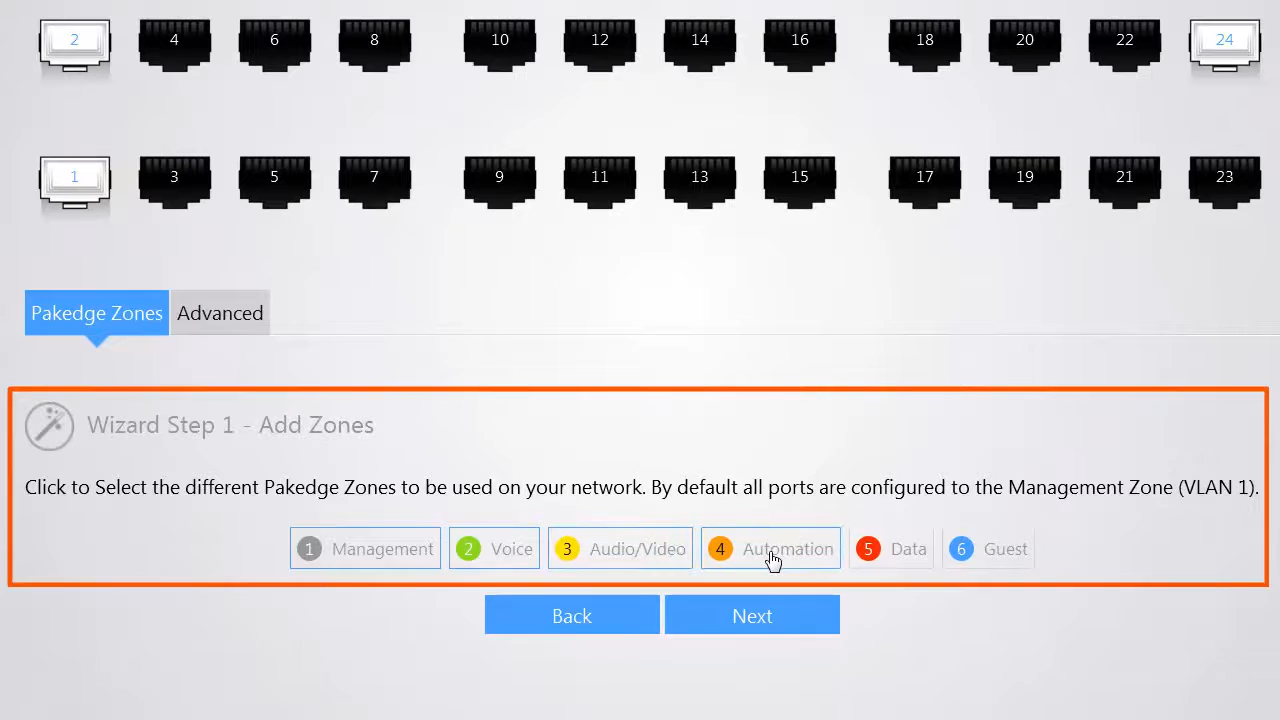 2 4 6 8 10 12 14 16 18 20 22 24
1 3 5 7 9 11 13 15 17 19 21 23
Pakedge Zones Advanced
Wizard Step 1 - Add Zones
Click to Select the different Pakedge Zones to be used on your network. By default all ports are configured to the Management Zone (VLAN 1).
1 Management 2 Voice 3 Audio/Video 4 Automation 5 Data 6 Guest
Back Next